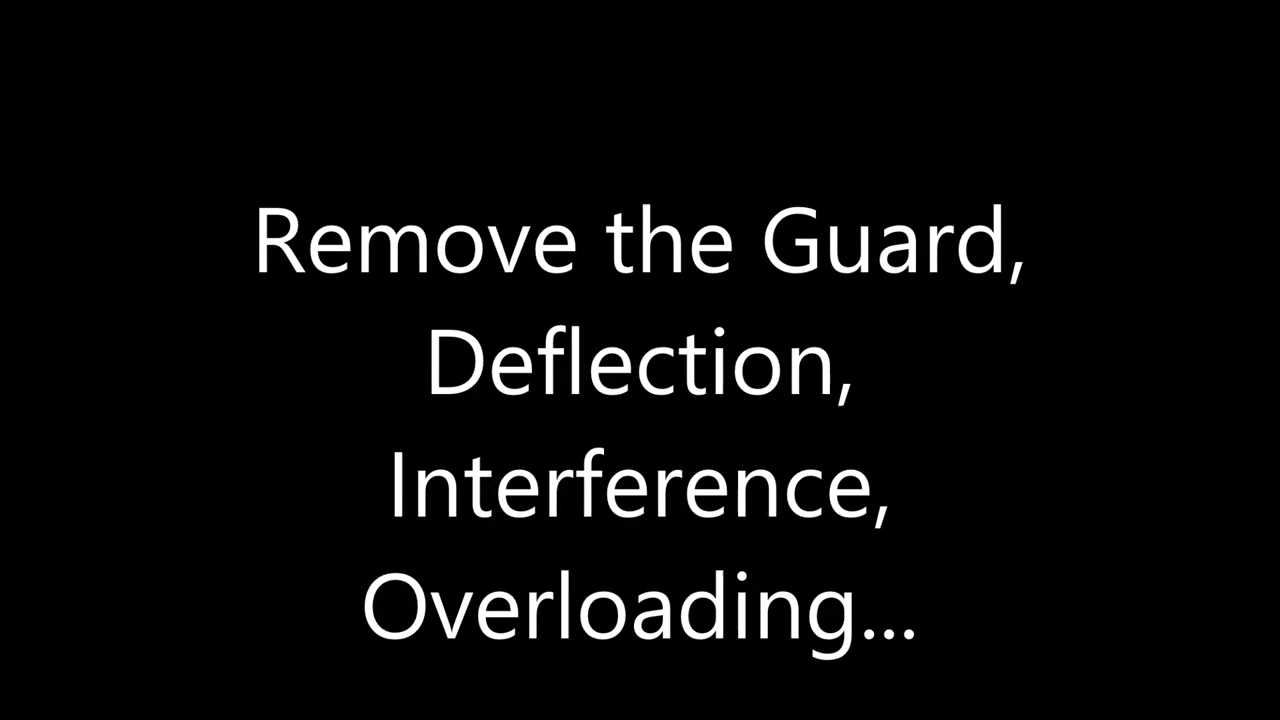 Remove the Guard,
Deflection,
Interference,
Overloading...